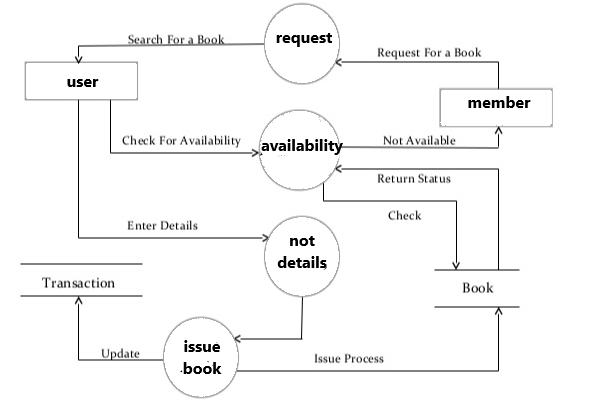 request
Search For a Book
Request For a Book
user
member
Check For Availability
availability
Not Available
Return Status
Check
Enter Details
not
details
Transaction
Book
issue
book
Update
Issue Process